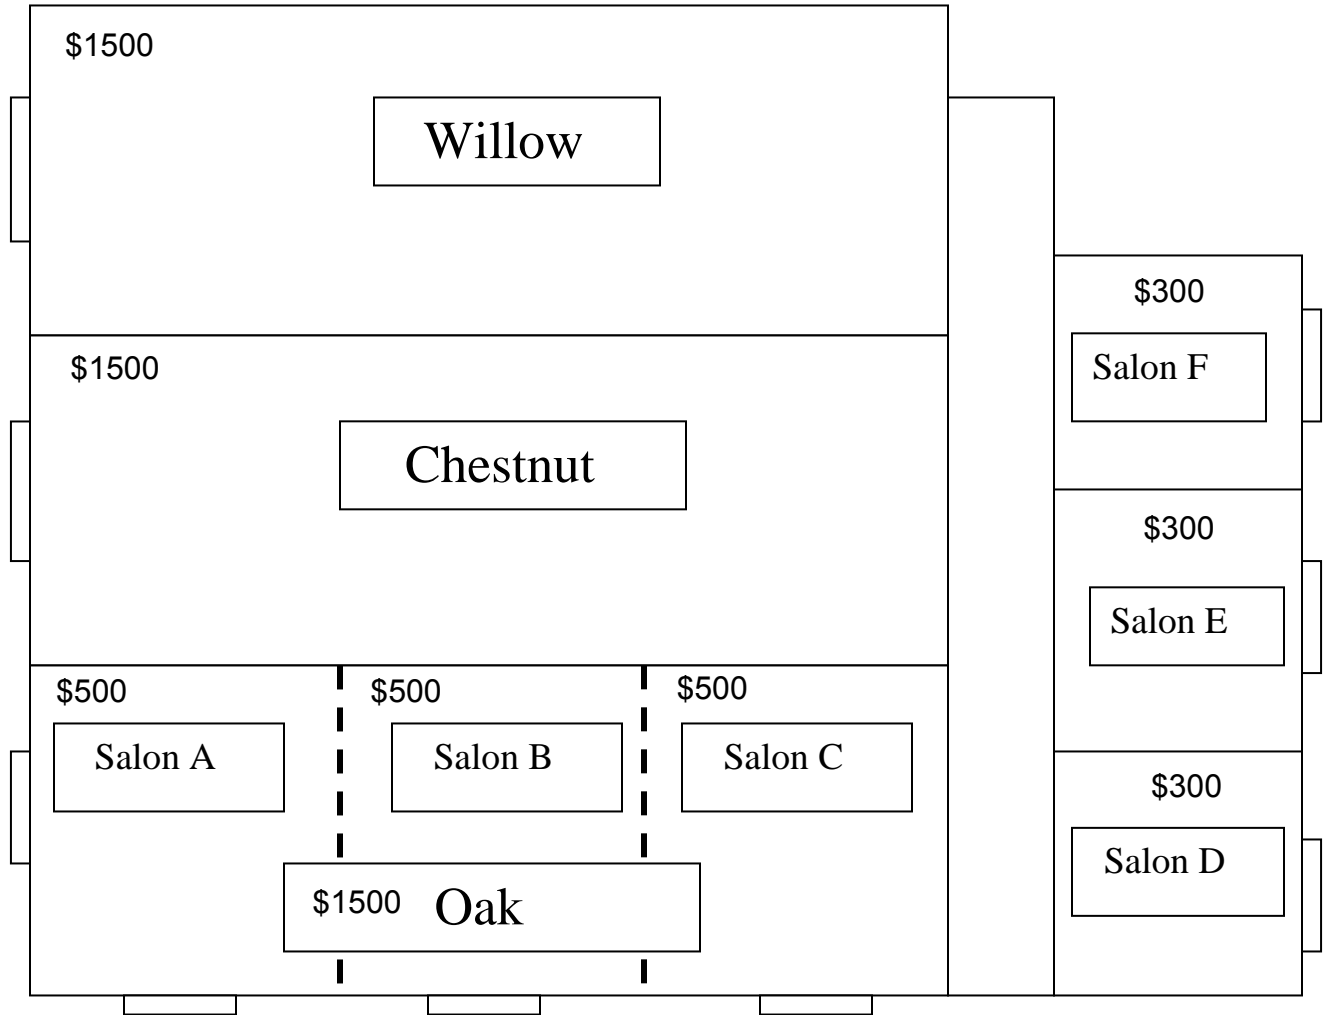 $1500
Willow
$1500
Chestnut
$500
Salon A
$500
Salon B
$500
Salon C
$1500 Oak
$300
Salon F
$300
Salon E
$300
Salon D